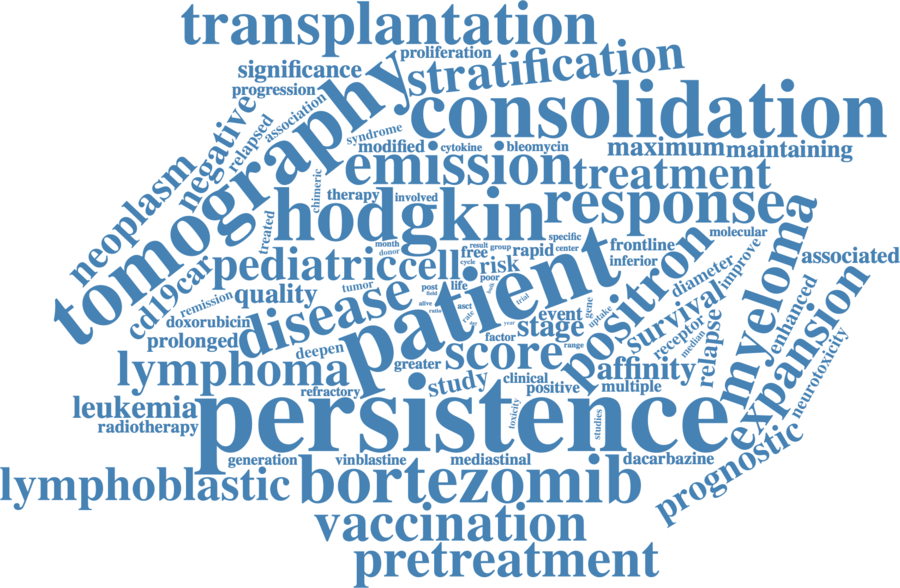 transplantation
proliferation
significance
stratification
progression
association
tomography
consolidation
negative
relapsed
syndrome
modified
cytokine
bleomycin
maximum
maintaining
emission
treatment
neoplasm
chimeric
therapy
involved
hodgkin
response
treated
month
donor
result
group
specific
center
molecular
rapid
free
frontline
inferior
myeloma
associated
cd19car
pediatric
cell
cycle
risk
poor
patient
positron
diameter
improve
remission
quality
tumor
post
life
field
alive
ratio
asct
rate
trial
year
gene
uptake
event
stage
survival
receptor
median
enhanced
expansion
doxorubicin
prolonged
disease
deepen
factor
range
greater
score
affinity
relapse
neurotoxicity
lymphoma
refractory
study
clinical
positive
multiple
leukemia
radiotherapy
persistence
toxicity
studies
prognostic
generation
vinblastine
mediastinal
dacarbazine
lymphoblastic
bortezomib
vaccination
pretreatment